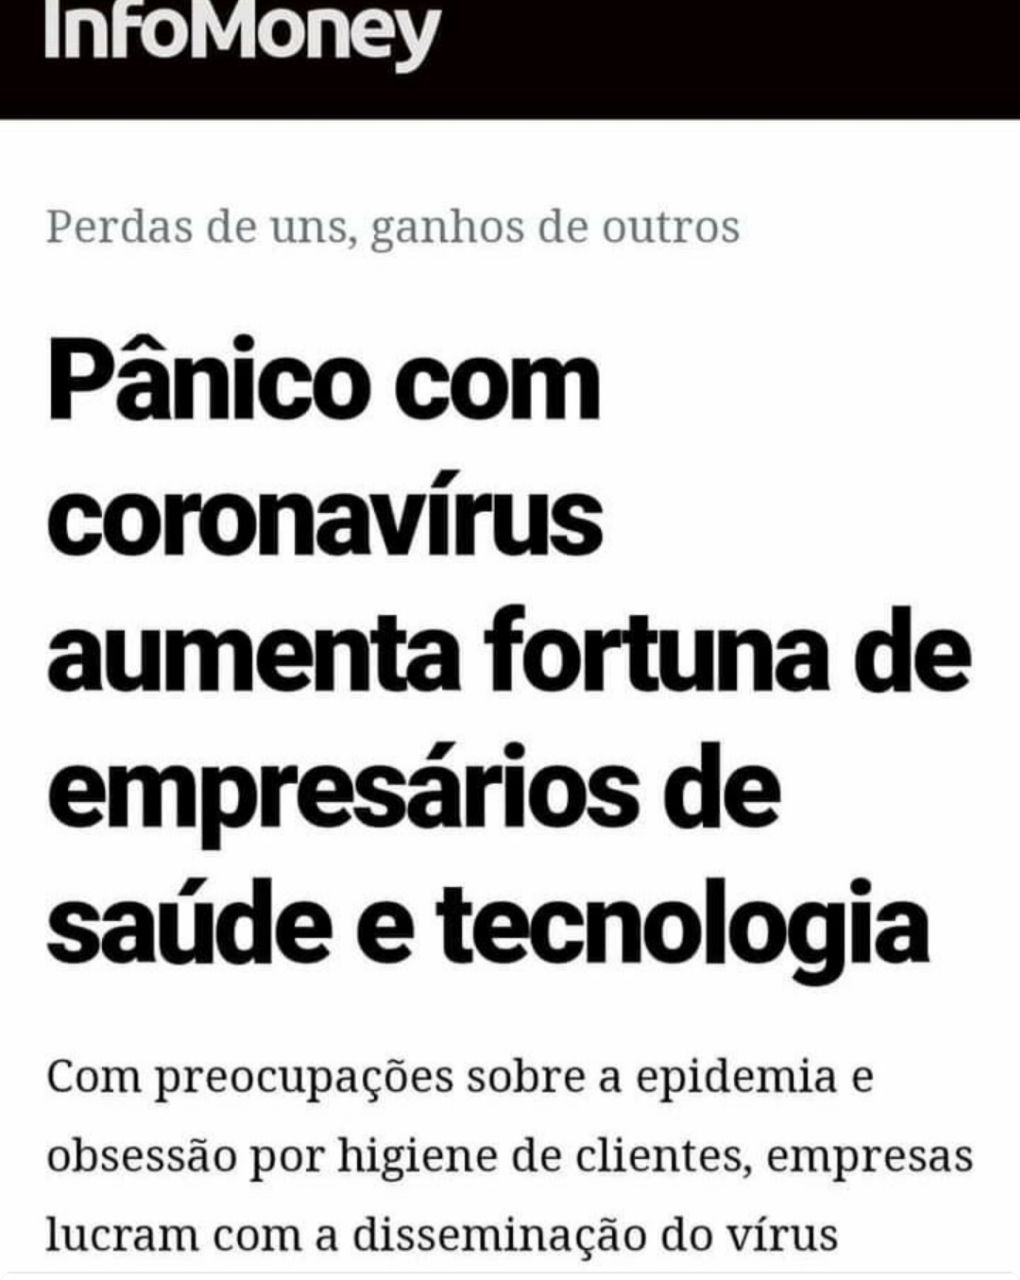 InfoMoney
Perdas de uns, ganhos de outros
Pânico com
coronavírus
aumenta fortuna de
empresários de
saúde e tecnologia
Com preocupações sobre a epidemia e
obsessão por higiene de clientes, empresas
lucram com a disseminação do vírus